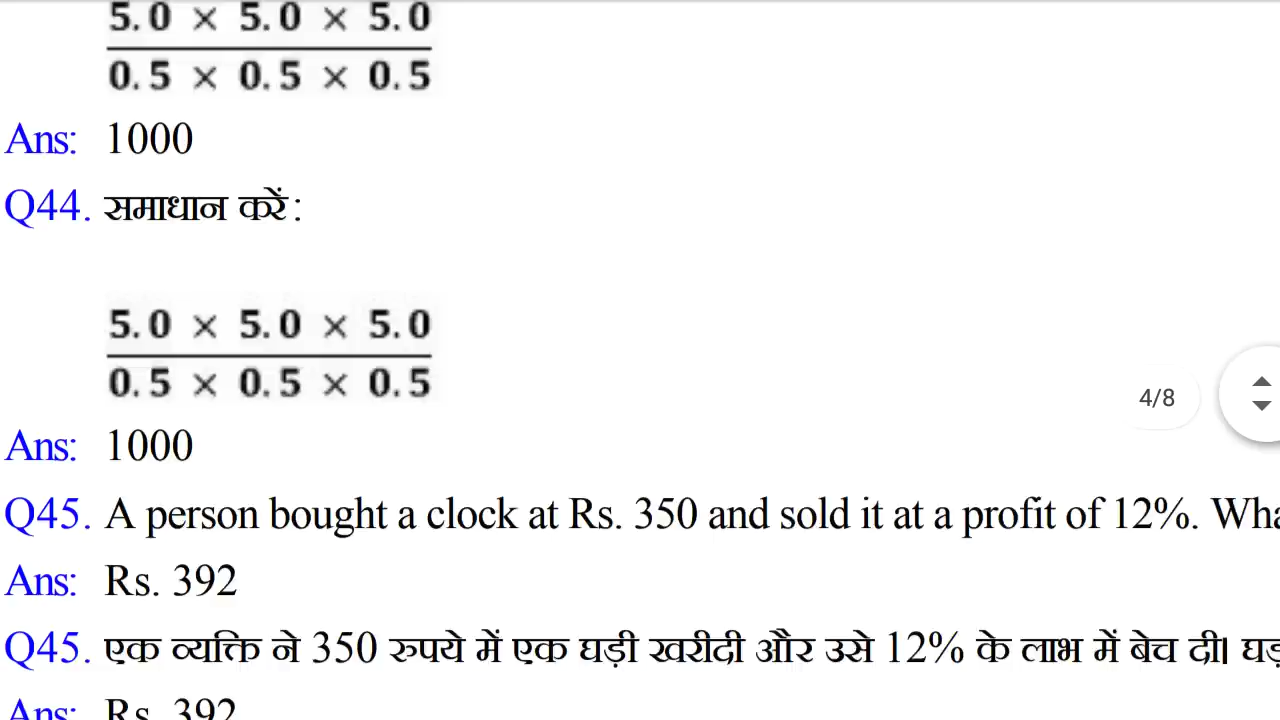 5.0 × 5.0 × 5.0
0.5 × 0.5 × 0.5
Ans: 1000
Q44. समाधान करें:
5.0 × 5.0 × 5.0
0.5 × 0.5 × 0.5
4/8
Ans: 1000
Q45. A person bought a clock at Rs. 350 and sold it at a profit of 12%.
Ans: Rs. 392
Q45. एक व्यक्ति ने 350 रुपये में एक घड़ी खरीदी और उसे 12% के लाभ में बेच दी।
Ans: Rs. 392